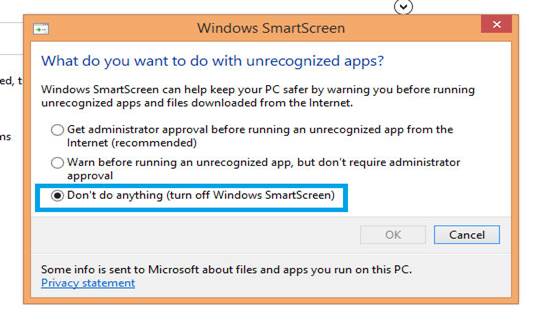 Windows SmartScreen
What do you want to do with unrecognized apps?
ed, t
Windows SmartScreen can help keep your PC safer by warning you before running
unrecognized apps and files downloaded from the Internet.
ms
Get administrator approval before running an unrecognized app from the
Internet (recommended)
Warn before running an unrecognized app, but don't require administrator
approval
Don't do anything (turn off Windows SmartScreen)
OK
Cancel
Some info is sent to Microsoft about files and apps you run on this PC.
Privacy statement